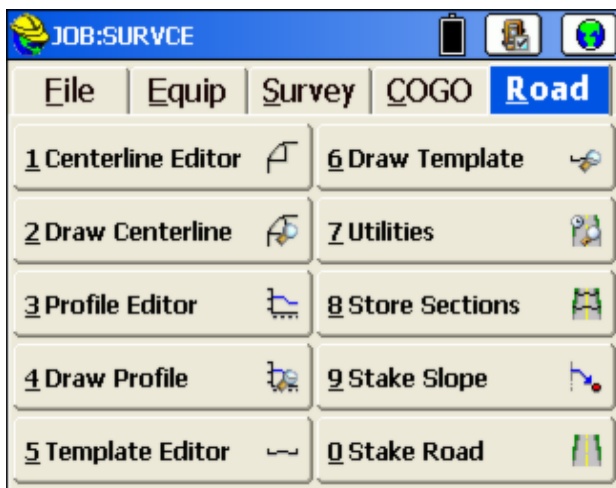 JOB:SURVCE
File Equip Survey COGO Road
1 Centerline Editor 6 Draw Template
2 Draw Centerline 7 Utilities
3 Profile Editor 8 Store Sections
4 Draw Profile 9 Stake Slope
5 Template Editor 0 Stake Road